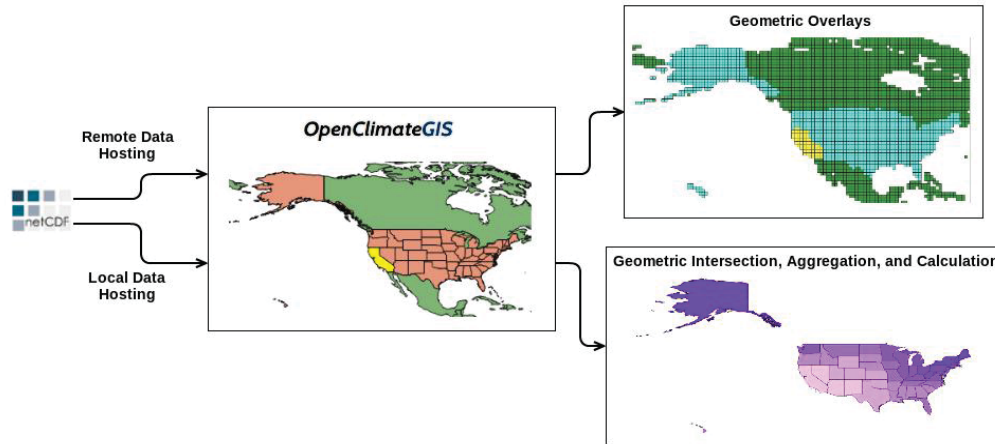 Geometric Overlays
Remote Data
Hosting
OpenClimateGIS
netCDF
Local Data
Hosting
Geometric Intersection, Aggregation, and Calculation